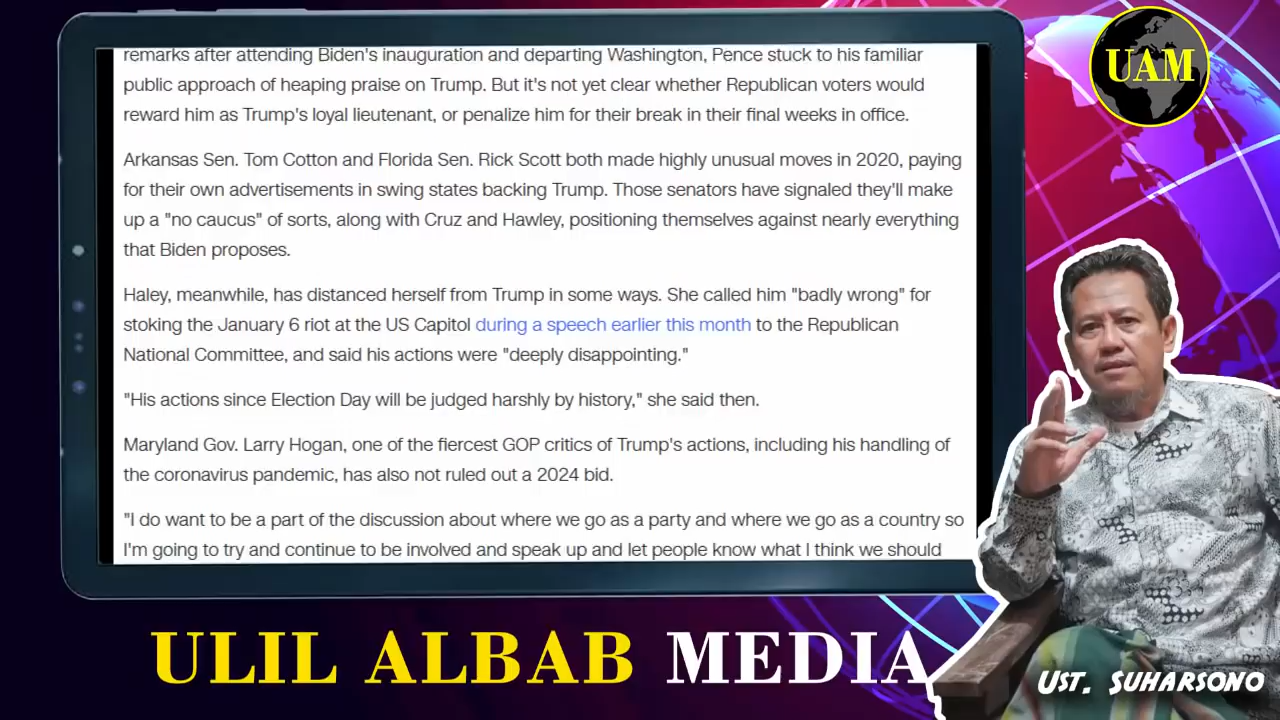 remarks after attending Biden's inauguration and departing Washington, Pence stuck to his familiar
public approach of heaping praise on Trump. But it's not yet clear whether Republican voters would
reward him as Trump's loyal lieutenant, or penalize him for their break in their final weeks in office.
Arkansas Sen. Tom Cotton and Florida Sen. Rick Scott both made highly unusual moves in 2020, paying
for their own advertisements in swing states backing Trump. Those senators have signaled they'll make
up a "no caucus" of sorts, along with Cruz and Hawley, positioning themselves against nearly everything
that Biden proposes.
Haley, meanwhile, has distanced herself from Trump in some ways. She called him "badly wrong" for
stoking the January 6 riot at the US Capitol during a speech earlier this month to the Republican
National Committee, and said his actions were "deeply disappointing."
"His actions since Election Day will be judged harshly by history," she said then.
Maryland Gov. Larry Hogan, one of the fiercest GOP critics of Trump's actions, including his handling of
the coronavirus pandemic, has also not ruled out a 2024 bid.
"I do want to be a part of the discussion about where we go as a party and where we go as a country so
I'm going to try and continue to be involved and speak up and let people know what I think we should
UAM
ULIL ALBAB MEDIA
UST. SUHARSONO